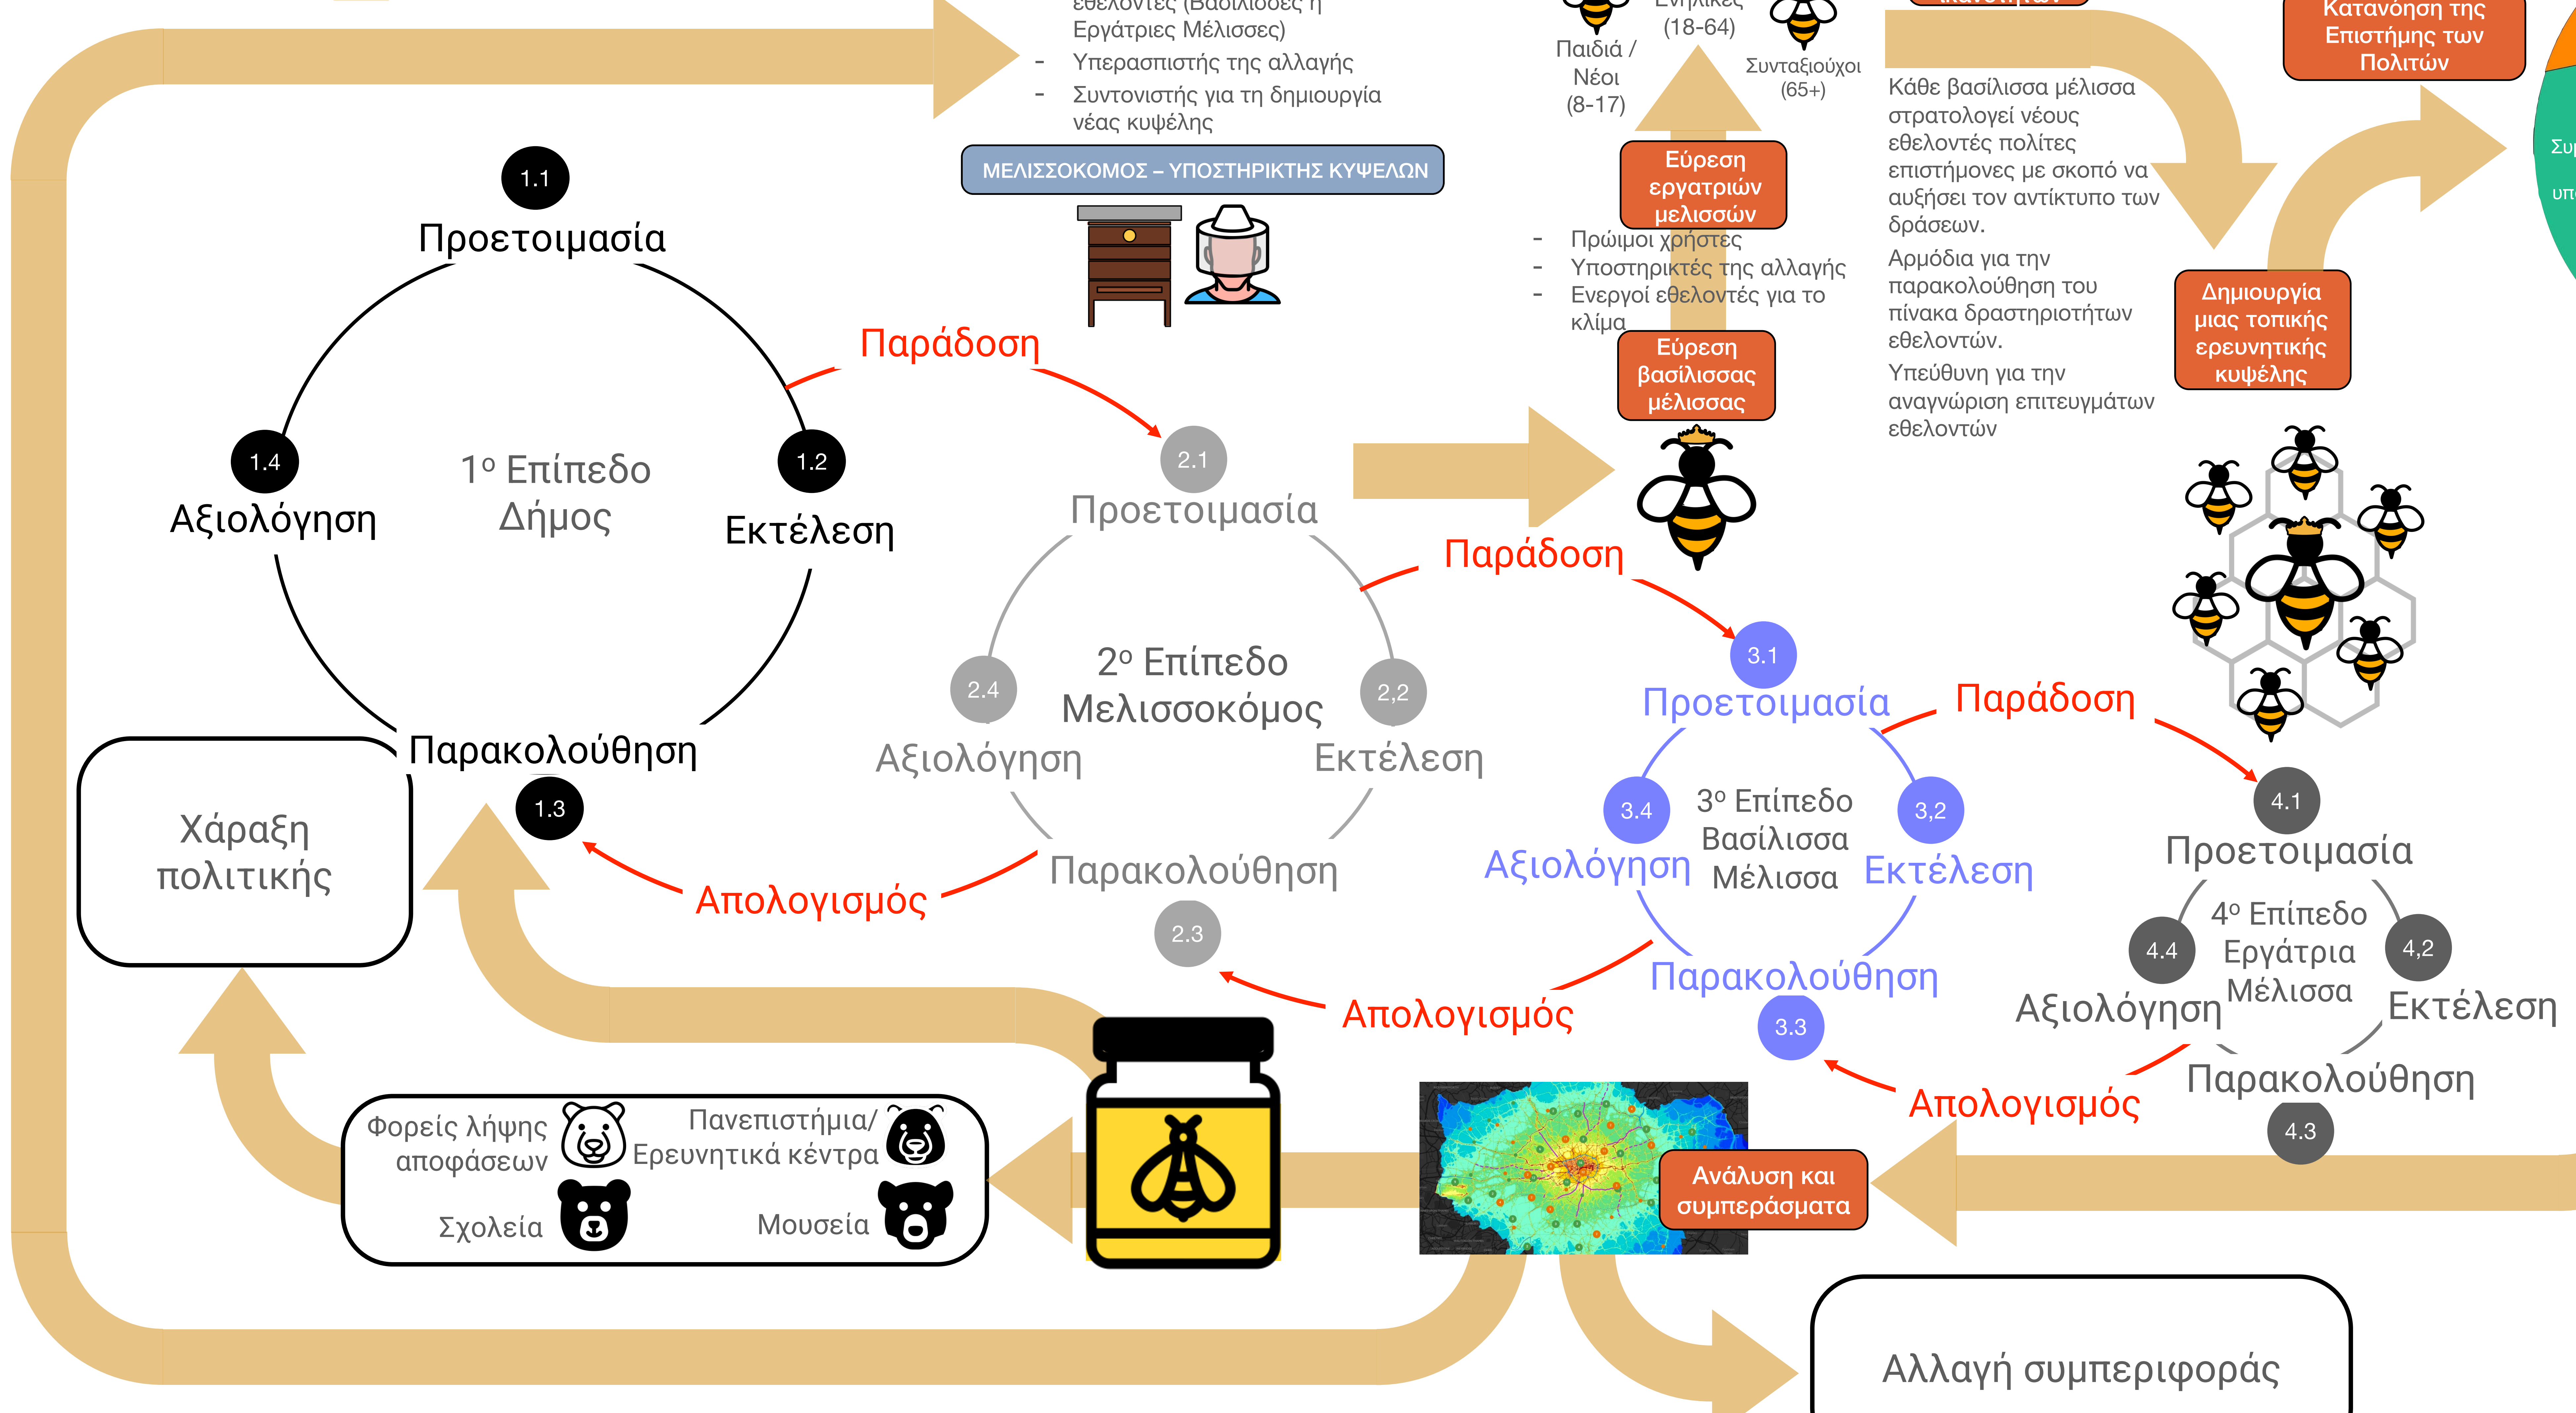 εθελοντές (Βασίλισσες ή
Εργάτριες Μέλισσες)
- Υπερασπιστής της αλλαγής
- Συντονιστής για τη δημιουργία
νέας κυψέλης
ΜΕΛΙΣΣΟΚΟΜΟΣ – ΥΠΟΣΤΗΡΙΚΤΗΣ ΚΥΨΕΛΩΝ
Ενήλικες
(18-64)
Παιδιά /
Νέοι
(8-17)
Συνταξιούχοι
(65+)
Εύρεση
εργατριών
μελισσών
- Πρώιμοι χρήστες
- Υποστηρικτές της αλλαγής
- Ενεργοί εθελοντές για το
κλίμα
Εύρεση
βασίλισσας
μέλισσας
Κάθε βασίλισσα μέλισσα
στρατολογεί νέους
εθελοντές πολίτες
επιστήμονες με σκοπό να
αυξήσει τον αντίκτυπο των
δράσεων.
Αρμόδια για την
παρακολούθηση του
πίνακα δραστηριοτήτων
εθελοντών.
Υπεύθυνη για την
αναγνώριση επιτευγμάτων
εθελοντών
Κατανόηση της
Επιστήμης των
Πολιτών
Δημιουργία
μιας τοπικής
ερευνητικής
κυψέλης
1.1
Προετοιμασία
1.4
Αξιολόγηση
1º Επίπεδο
Δήμος
1.2
Εκτέλεση
Παρακολούθηση
1.3
Παράδοση
2.1
Προετοιμασία
2.4
Αξιολόγηση
2º Επίπεδο
Μελισσοκόμος
2,2
Εκτέλεση
Παρακολούθηση
2.3
Απολογισμός
Παράδοση
3.1
Προετοιμασία
3.4
Αξιολόγηση
3º Επίπεδο
Βασίλισσα
Μέλισσα
3,2
Εκτέλεση
Παρακολούθηση
3.3
Απολογισμός
Παράδοση
4.1
Προετοιμασία
4.4
Αξιολόγηση
4º Επίπεδο
Εργάτρια
Μέλισσα
4,2
Εκτέλεση
Παρακολούθηση
4.3
Απολογισμός
Χάραξη
πολιτικής
Φορείς λήψης
αποφάσεων
Πανεπιστήμια/
Ερευνητικά κέντρα
Σχολεία
Μουσεία
Ανάλυση και
συμπεράσματα
Αλλαγή συμπεριφοράς